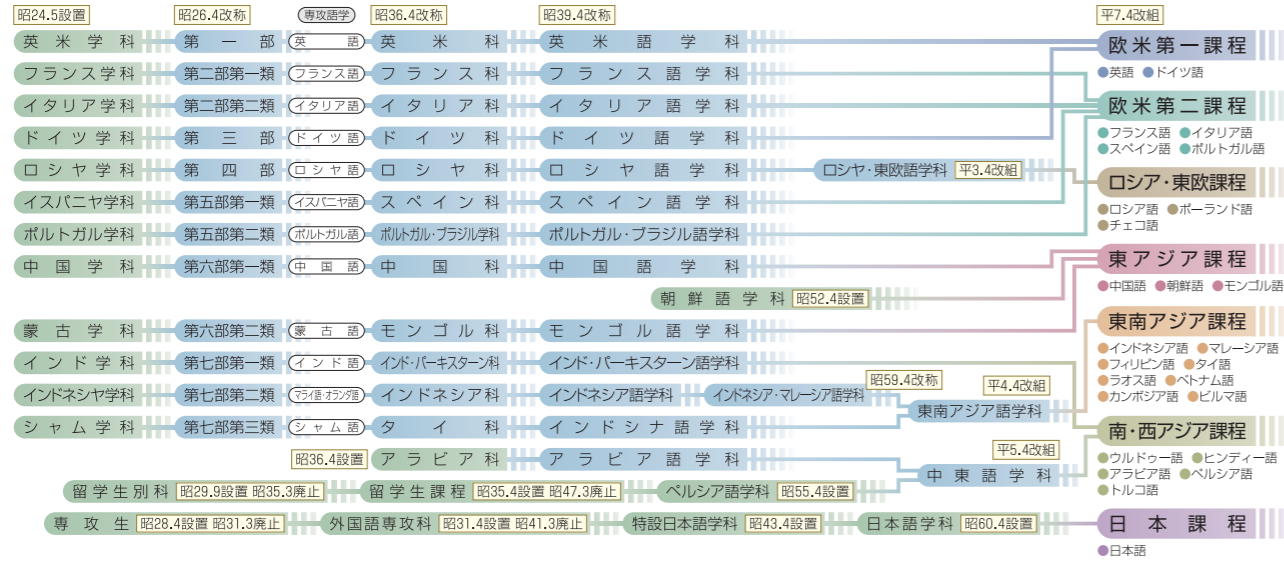 昭24.5設置 昭26.4改称 専攻語学 昭36.4改称 昭39.4改称 平7.4改組
英米学科 第一部 英語 英米科 英米語学科 欧米第一課程
●英語 ●ドイツ語
フランス学科 第二部第一類 フランス語 フランス科 フランス語学科
イタリア学科 第二部第二類 イタリア語 イタリア科 イタリア語学科 欧米第二課程
●フランス語 ●イタリア語
●スペイン語 ●ポルトガル語
ドイツ学科 第三部 ドイツ語 ドイツ科 ドイツ語学科
ロシヤ学科 第四部 ロシヤ語 ロシヤ科 ロシヤ語学科 ロシヤ・東欧語学科 平3.4改組 ロシア・東欧課程
●ロシア語 ●ポーランド語
●チェコ語
イスパニヤ学科 第五部第一類 イスパニヤ語 スペイン科 スペイン語学科
ポルトガル学科 第五部第二類 ポルトガル語 ポルトガル・ブラジル学科 ポルトガル・ブラジル語学科
中国学科 第六部第一類 中国語 中国科 中国語学科 東アジア課程
●中国語 ●朝鮮語 ●モンゴル語
朝鮮語学科 昭52.4設置
蒙古学科 第六部第二類 蒙古語 モンゴル科 モンゴル語学科 東南アジア課程
●インドネシア語 ●マレーシア語
●フィリピン語 ●タイ語
●ラオス語 ●ベトナム語
●カンボジア語 ●ビルマ語
インド学科 第七部第一類 インド語 インド・パーキスターン科 インド・パーキスターン語学科
昭59.4改称 平4.4改組
インドネシヤ学科 第七部第二類 マライ語・オランダ語 インドネシア科 インドネシア語学科 インドネシア・マレーシア語学科
東南アジア語学科
シャム学科 第七部第三類 シャム語 タイ科 インドシナ語学科 南・西アジア課程
●ウルドゥー語 ●ヒンディー語
●アラビア語 ●ペルシア語
●トルコ語
平5.4改組
昭36.4設置 アラビア科 アラビア語学科
中東語学科
留学生別科 昭29.9設置 昭35.3廃止 留学生課程 昭35.4設置 昭47.3廃止 ペルシア語学科 昭55.4設置
専攻生 昭28.4設置 昭31.3廃止 外国語専攻科 昭31.4設置 昭41.3廃止 特設日本語学科 昭43.4設置 日本語学科 昭60.4設置 日本課程
●日本語